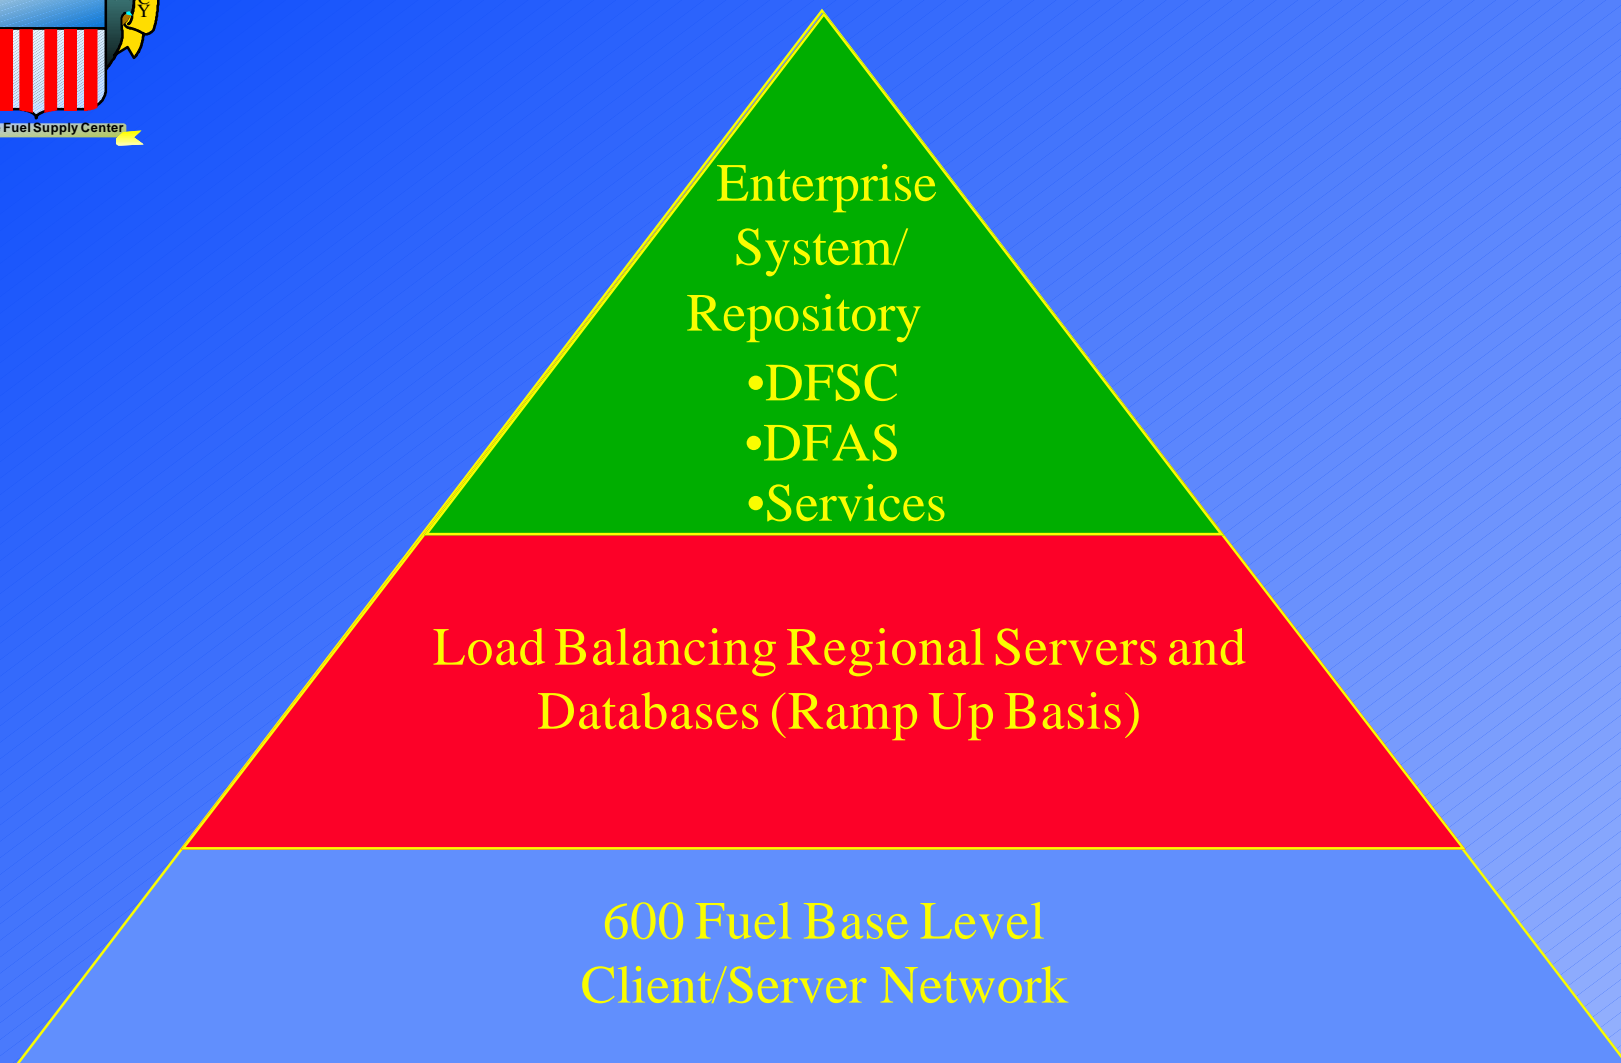 Y
Fuel Supply Center
Enterprise
System/
Repository
•DFSC
•DFAS
•Services
Load Balancing Regional Servers and
Databases (Ramp Up Basis)
600 Fuel Base Level
Client/Server Network